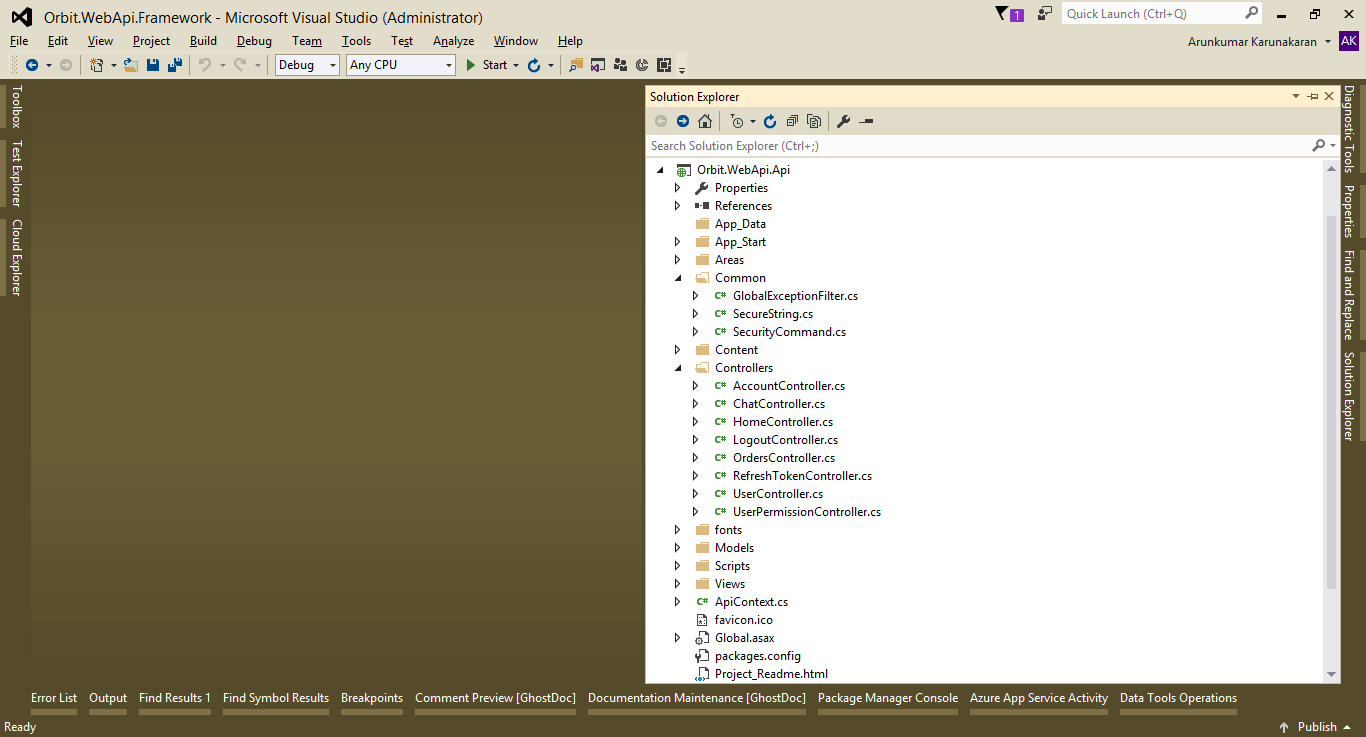 Orbit.WebApi.Framework - Microsoft Visual Studio (Administrator)
1
Quick Launch (Ctrl+Q)
File Edit View Project Build Debug Team Tools Test Analyze Window Help
Arunkumar Karunakaran AK
Debug Any CPU Start
Toolbox
Test Explorer
Cloud Explorer
Solution Explorer
Search Solution Explorer (Ctrl+;)
Orbit.WebApi.Api
Properties
References
App_Data
App_Start
Areas
Common
C# GlobalExceptionFilter.cs
C# SecureString.cs
C# SecurityCommand.cs
Content
Controllers
C# AccountController.cs
C# ChatController.cs
C# HomeController.cs
C# LogoutController.cs
C# OrdersController.cs
C# RefreshTokenController.cs
C# UserController.cs
C# UserPermissionController.cs
fonts
Models
Scripts
Views
C# ApiContext.cs
favicon.ico
Global.asax
packages.config
Project_Readme.html
Diagnostic Tools
Properties
Find and Replace
Solution Explorer
Error List Output Find Results 1 Find Symbol Results Breakpoints Comment Preview [GhostDoc] Documentation Maintenance [GhostDoc] Package Manager Console Azure App Service Activity Data Tools Operations
Ready
Publish